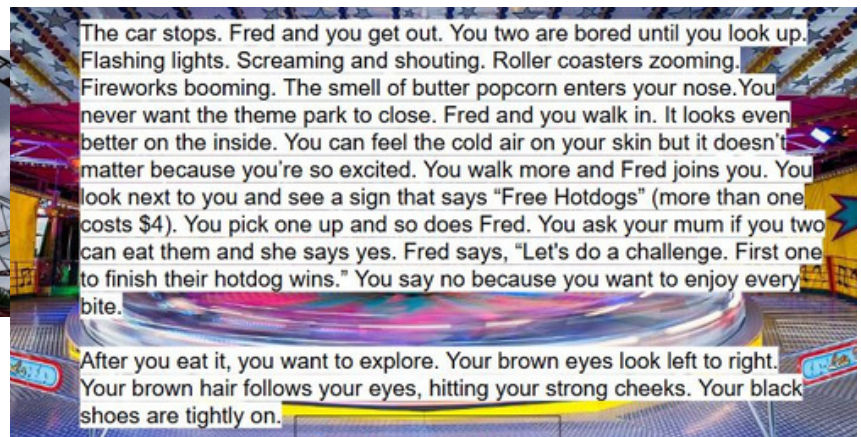 The car stops. Fred and you get out. You two are bored until you look up.
Flashing lights. Screaming and shouting. Roller coasters zooming.
Fireworks booming. The smell of butter popcorn enters your nose.You
never want the theme park to close. Fred and you walk in. It looks even
better on the inside. You can feel the cold air on your skin but it doesn't
matter because you're so excited. You walk more and Fred joins you. You
look next to you and see a sign that says “Free Hotdogs” (more than one
costs $4). You pick one up and so does Fred. You ask your mum if you two
can eat them and she says yes. Fred says, “Let's do a challenge. First one
to finish their hotdog wins.” You say no because you want to enjoy every
bite.
After you eat it, you want to explore. Your brown eyes look left to right.
Your brown hair follows your eyes, hitting your strong cheeks. Your black
shoes are tightly on.